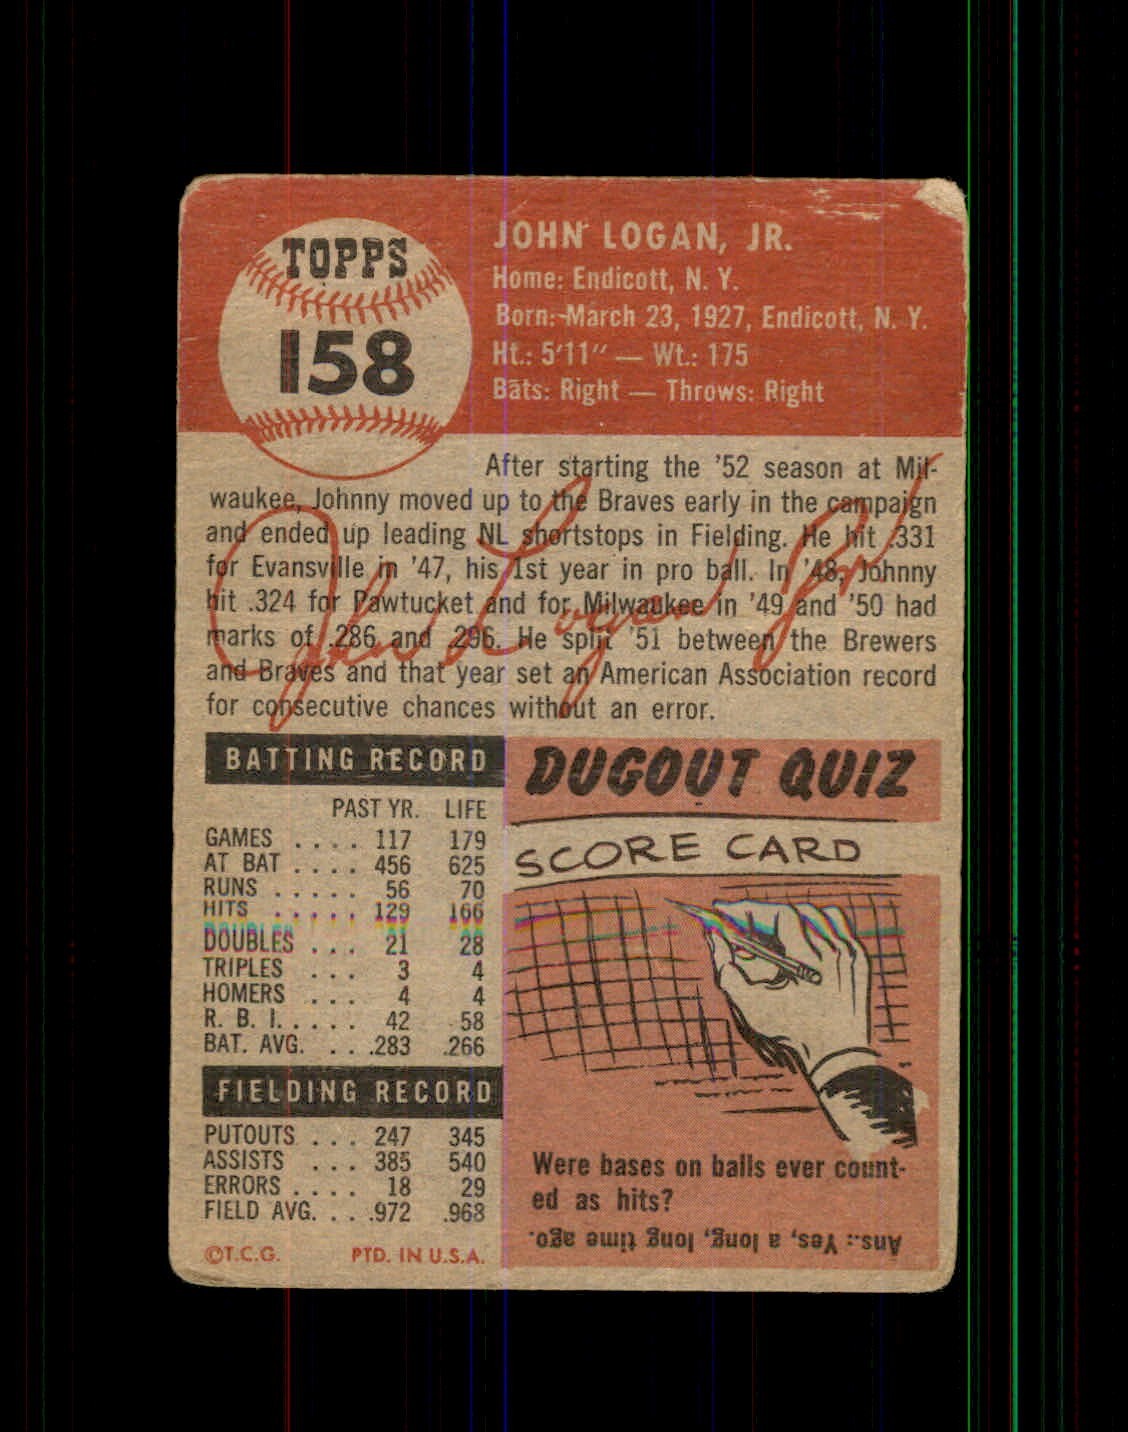 TOPPS
158
JOHN LOGAN, JR.
Home: Endicott, N. Y.
Born: March 23, 1927, Endicott, N. Y.
Ht.: 5'11" — Wt.: 175
Bats: Right — Throws: Right
After starting the '52 season at Mil-
waukee, Johnny moved up to the Braves early in the campaign
and ended up leading NL shortstops in Fielding. He hit .331
for Evansville in '47, his 1st year in pro ball. In '48, Johnny
hit .324 for Pawtucket and for Milwaukee in '49 and '50 had
marks of .286 and .296. He split '51 between the Brewers
and Braves and that year set an American Association record
for consecutive chances without an error.
John Logan Jr
BATTING RECORD
PAST YR. LIFE
GAMES .... 117 179
AT BAT .... 456 625
RUNS ..... 56 70
HITS ..... 129 166
DOUBLES ... 21 28
TRIPLES ... 3 4
HOMERS ... 4 4
R. B. I. .... 42 58
BAT. AVG. ... .283 .266
FIELDING RECORD
PUTOUTS ... 247 345
ASSISTS ... 385 540
ERRORS .... 18 29
FIELD AVG. ... .972 .968
©T.C.G. PTD. IN U.S.A.
DUGOUT QUIZ
SCORE CARD
Were bases on balls ever count-
ed as hits?
Ans.: Yes, a long, long time ago.